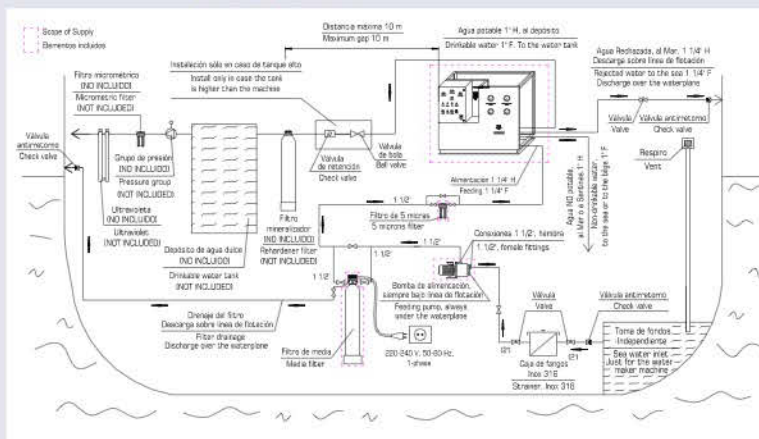 Scope of Supply
Elementos incluidos
Distancia máxima 10 m
Maximum gap 10 m
Instalación sólo en caso de tanque alto
Install only in case the tank
is higher than the machine
Agua potable 1" H, al depósito
Drinkable water 1" F. To the water tank
Agua Rechazada, al Mar, 1 1/4" H
Descarga sobre línea de flotación
Rejected water to the sea 1 1/4" F
Discharge over the waterplane
Filtro micrométrico
(NO INCLUIDO)
Micrometric filter
(NOT INCLUDED)
Válvula
antirretorno
Check valve
Grupo de presión
(NO INCLUIDO)
Pressure group
(NOT INCLUDED)
Ultravioleta
(NO INCLUIDO)
Ultraviolet
(NOT INCLUDED)
Depósito de agua dulce
(NO INCLUIDO)
Drinkable water tank
(NOT INCLUDED)
Filtro
mineralizador
(NO INCLUIDO)
Rehardener filter
(NOT INCLUDED)
Válvula
de retención
Check valve
Válvula
de bola
Ball valve
Válvula
Valve
Válvula antirretorno
Check valve
Respiro
Vent
Alimentación 1 1/4" H
Feeding 1 1/4" F
Agua NO potable,
al Mar o a Sentinas 1" H
Non-drinkable water,
to the sea or to the bilge 1" F
1 1/2"
Filtro de 5 micras
5 microns filter
1 1/2"
1 1/2"
1 1/2"
1 1/2"
Conexiones 1 1/2", hembra
1 1/2", female fittings
Bomba de alimentación,
siempre bajo línea de flotación
Feeding pump, always
under the waterplane
Drenaje del filtro
Descarga sobre línea de flotación
Filter drainage
Discharge over the waterplane
Filtro de media
Media filter
220-240 V, 50-60 Hz,
1-phase
Válvula
Valve
Válvula antirretorno
Check valve
(2)
(2)
Caja de fangos
Inox 316
Strainer, Inox 316
Toma de fondos
Independiente
Sea water inlet
Just for the water
maker machine